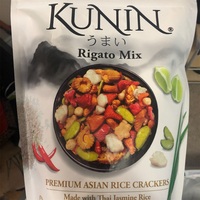 KUNIN®
うまい
Rigato Mix
PREMIUM ASIAN RICE CRACKERS
Made with Thai Jasmine Rice